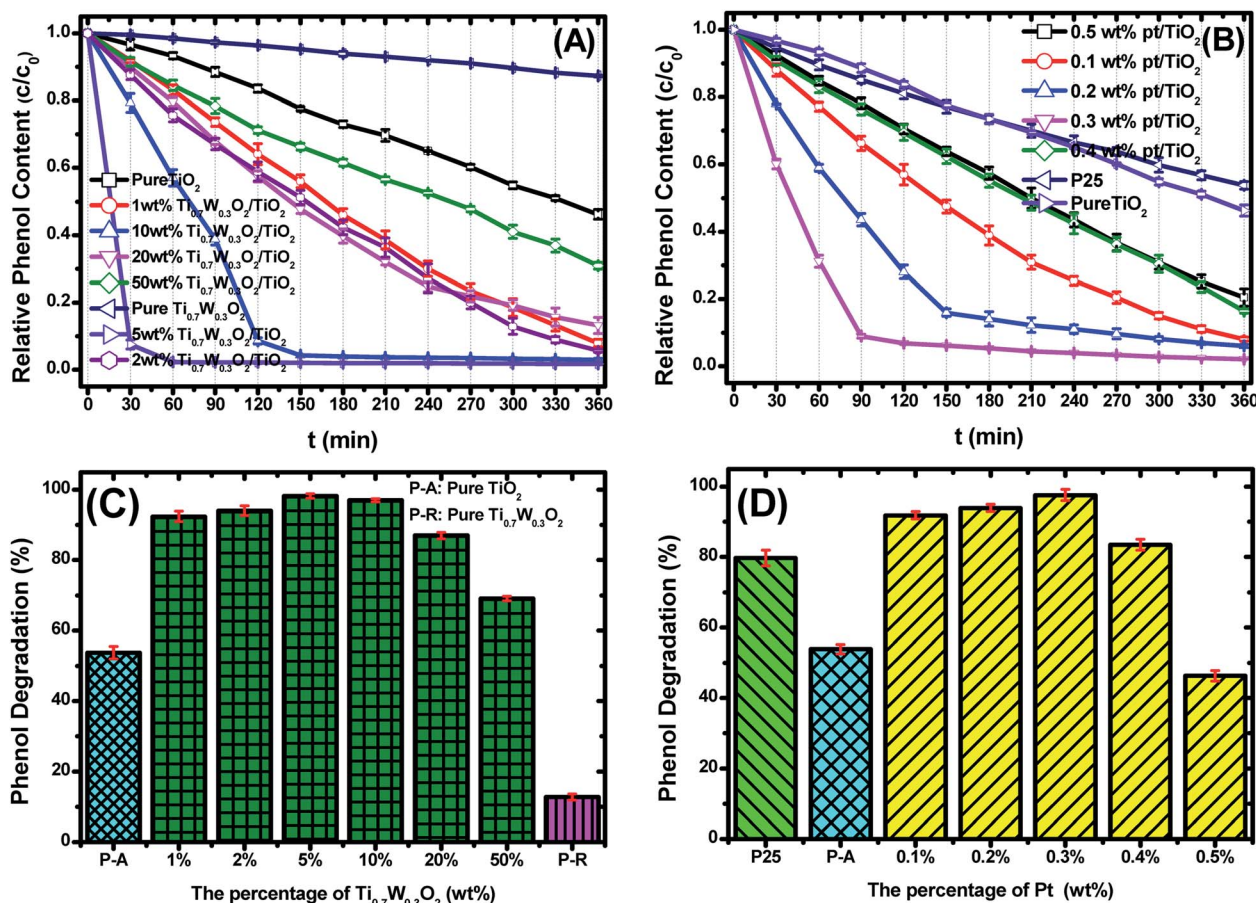 (A)
Relative Phenol Content (c/c₀)
1.0
0.8
0.6
0.4
0.2
0.0
PureTiO₂
1wt% Ti₀.₇W₀.₃O₂/TiO₂
10wt% Ti₀.₇W₀.₃O₂/TiO₂
20wt% Ti₀.₇W₀.₃O₂/TiO₂
50wt% Ti₀.₇W₀.₃O₂/TiO₂
Pure Ti₀.₇W₀.₃O₂
5wt% Ti₀.₇W₀.₃O₂/TiO₂
2wt% Ti₀.₇W₀.₃O₂/TiO₂
0 30 60 90 120 150 180 210 240 270 300 330 360
t (min)
(B)
Relative Phenol Content (c/c₀)
1.0
0.8
0.6
0.4
0.2
0.0
0.5 wt% pt/TiO₂
0.1 wt% pt/TiO₂
0.2 wt% pt/TiO₂
0.3 wt% pt/TiO₂
0.4 wt% pt/TiO₂
P25
PureTiO₂
0 30 60 90 120 150 180 210 240 270 300 330 360
t (min)
(C)
Phenol Degradation (%)
100
80
60
40
20
0
P-A: Pure TiO₂
P-R: Pure Ti₀.₇W₀.₃O₂
P-A 1% 2% 5% 10% 20% 50% P-R
The percentage of Ti₀.₇W₀.₃O₂ (wt%)
(D)
Phenol Degradation (%)
100
80
60
40
20
0
P25 P-A 0.1% 0.2% 0.3% 0.4% 0.5%
The percentage of Pt (wt%)